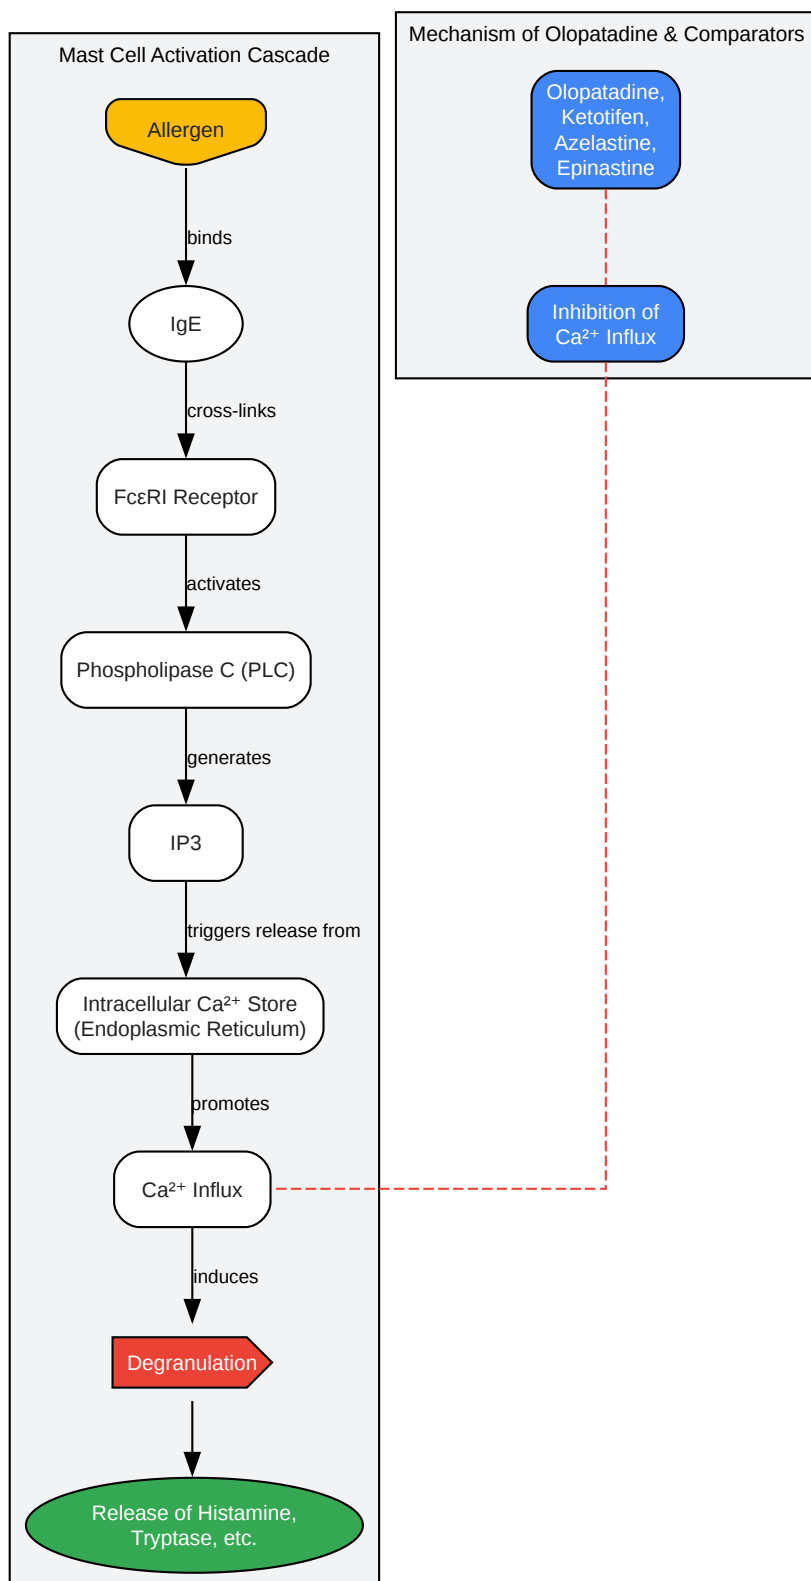 Mast Cell Activation Cascade
Allergen
binds
IgE
cross-links
FcεRI Receptor
activates
Phospholipase C (PLC)
generates
IP3
triggers release from
Intracellular Ca²⁺ Store
(Endoplasmic Reticulum)
promotes
Ca²⁺ Influx
induces
Degranulation
Release of Histamine,
Tryptase, etc.
Mechanism of Olopatadine & Comparators
Olopatadine,
Ketotifen,
Azelastine,
Epinastine
Inhibition of
Ca²⁺ Influx